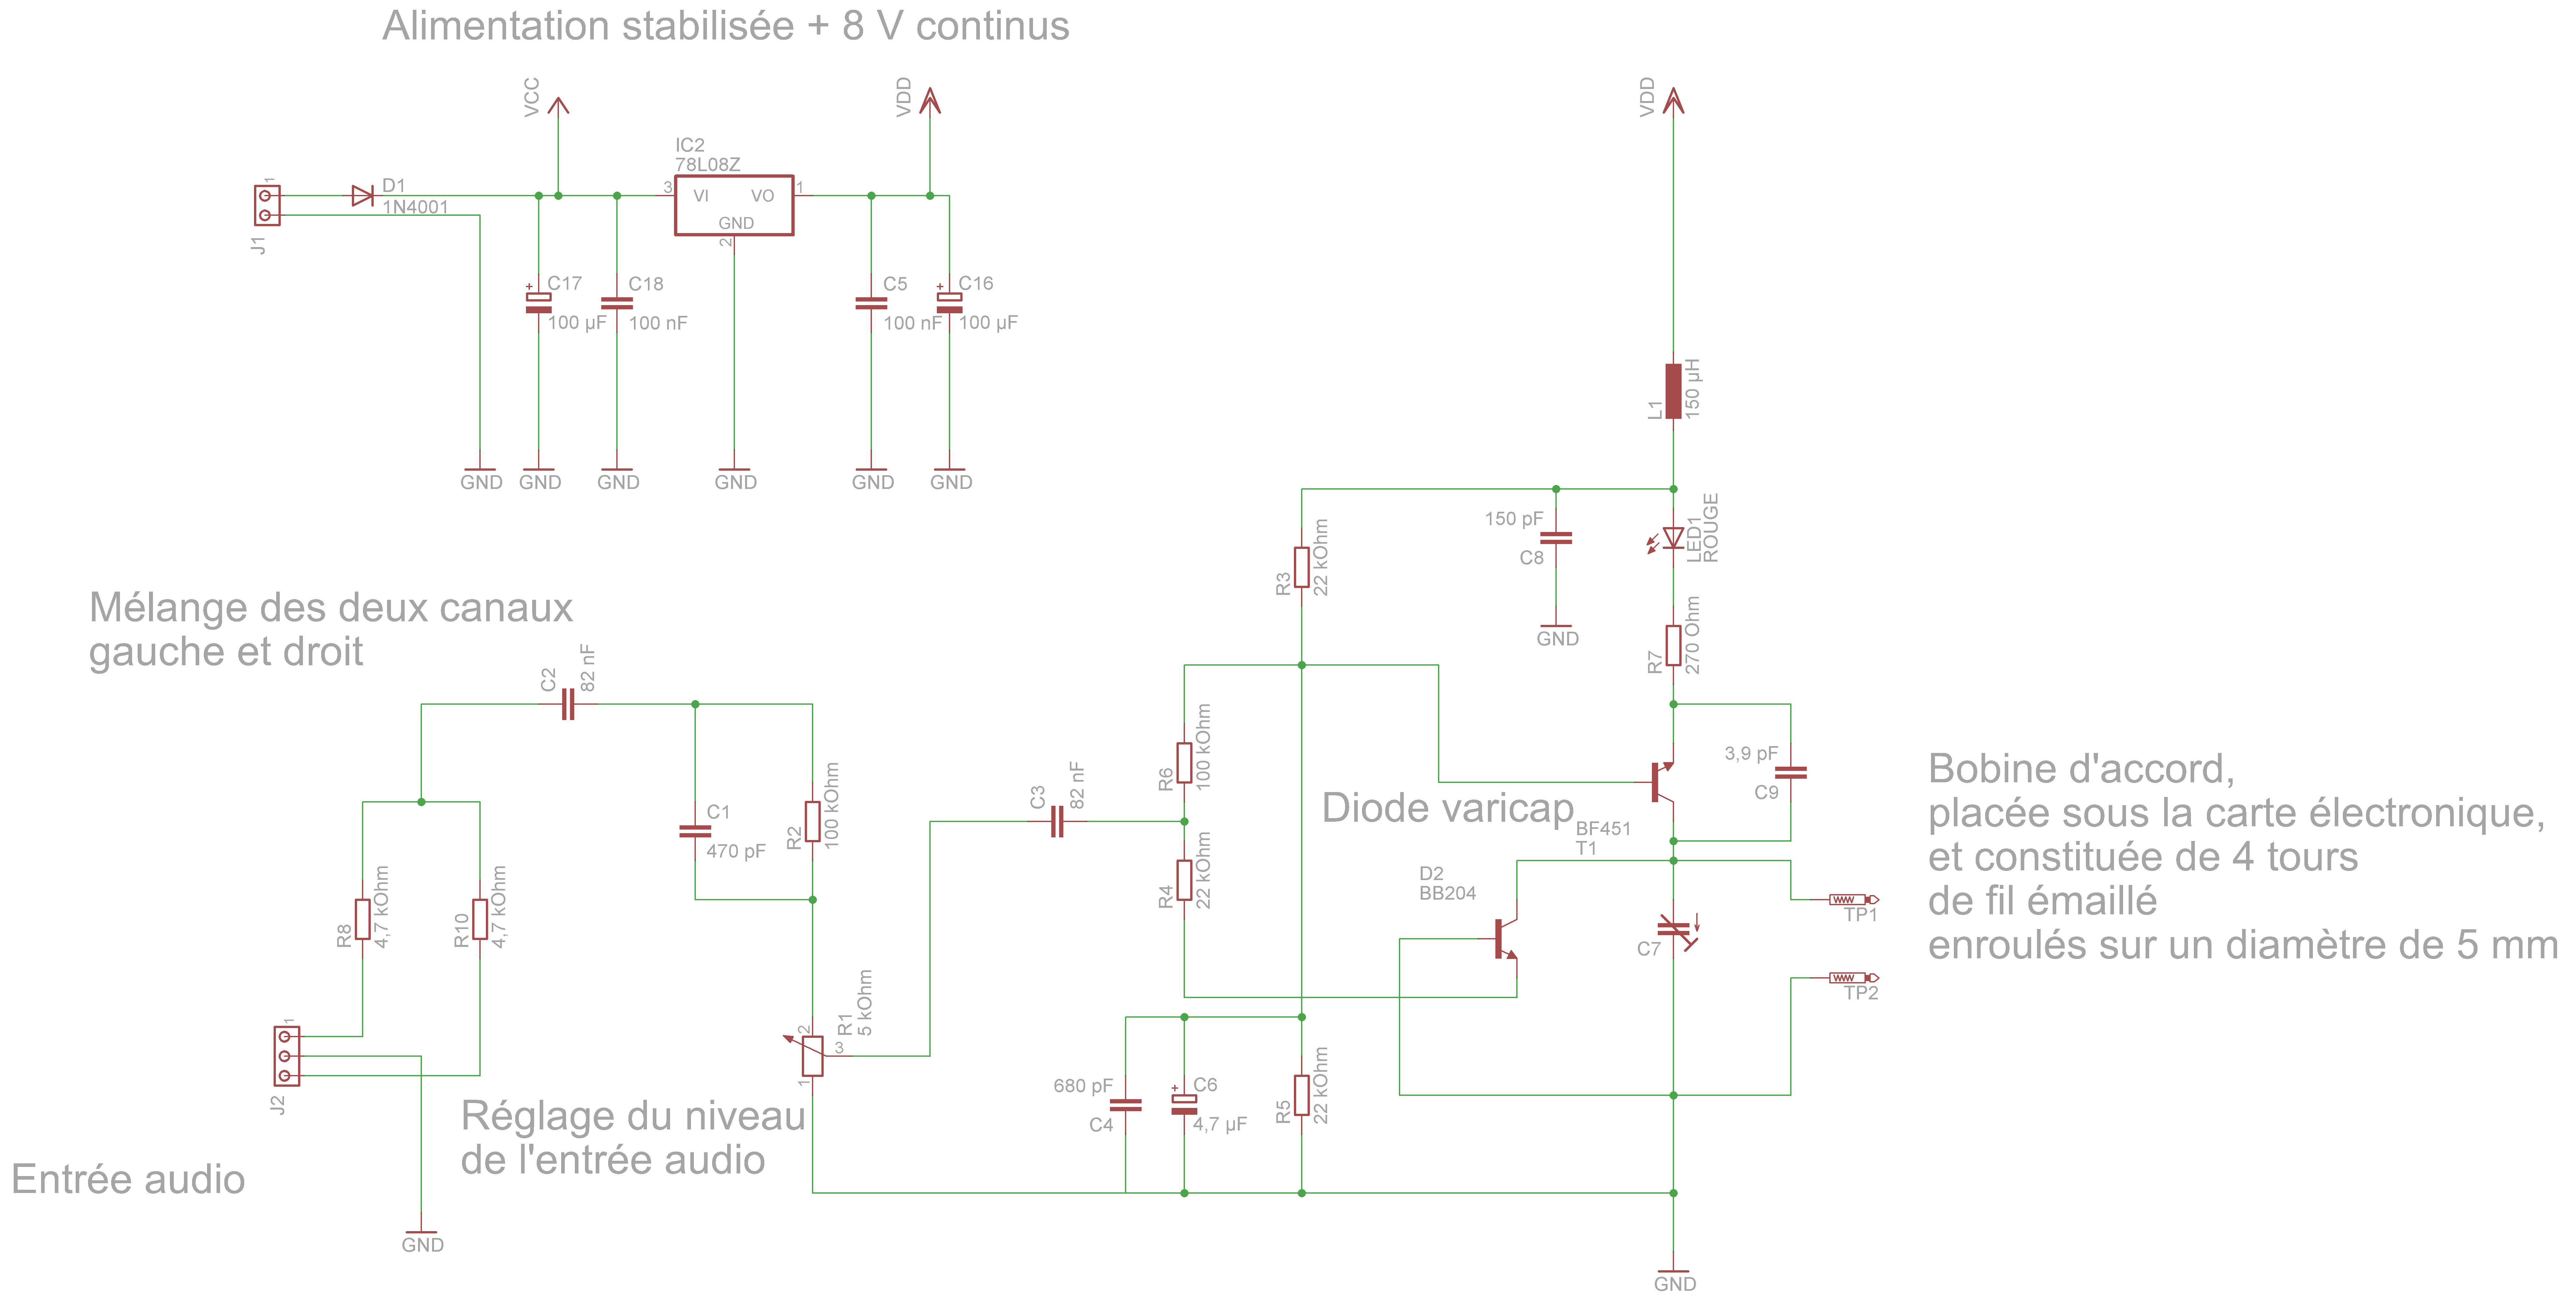 Alimentation stabilisée + 8 V continus
VCC
VDD
VDD
IC2
78L08Z
1
D1
1N4001
J1
3
VI
VO
1
GND
2
+
C17
100 µF
C18
100 nF
C5
100 nF
+
C16
100 µF
GND
GND
GND
GND
GND
GND
L1
150 µH
150 pF
C8
GND
LED1
ROUGE
R3
22 kOhm
R7
270 Ohm
Mélange des deux canaux
gauche et droit
C2
82 nF
C1
470 pF
R2
100 kOhm
C3
82 nF
R6
100 kOhm
R4
22 kOhm
Diode varicap
BF451
T1
3,9 pF
C9
D2
BB204
C7
TP1
TP2
Bobine d'accord,
placée sous la carte électronique,
et constituée de 4 tours
de fil émaillé
enroulés sur un diamètre de 5 mm
R8
4,7 kOhm
R10
4,7 kOhm
1
J2
R1
5 kOhm
2
3
1
680 pF
C4
+
C6
4,7 µF
R5
22 kOhm
Réglage du niveau
de l'entrée audio
Entrée audio
GND
GND